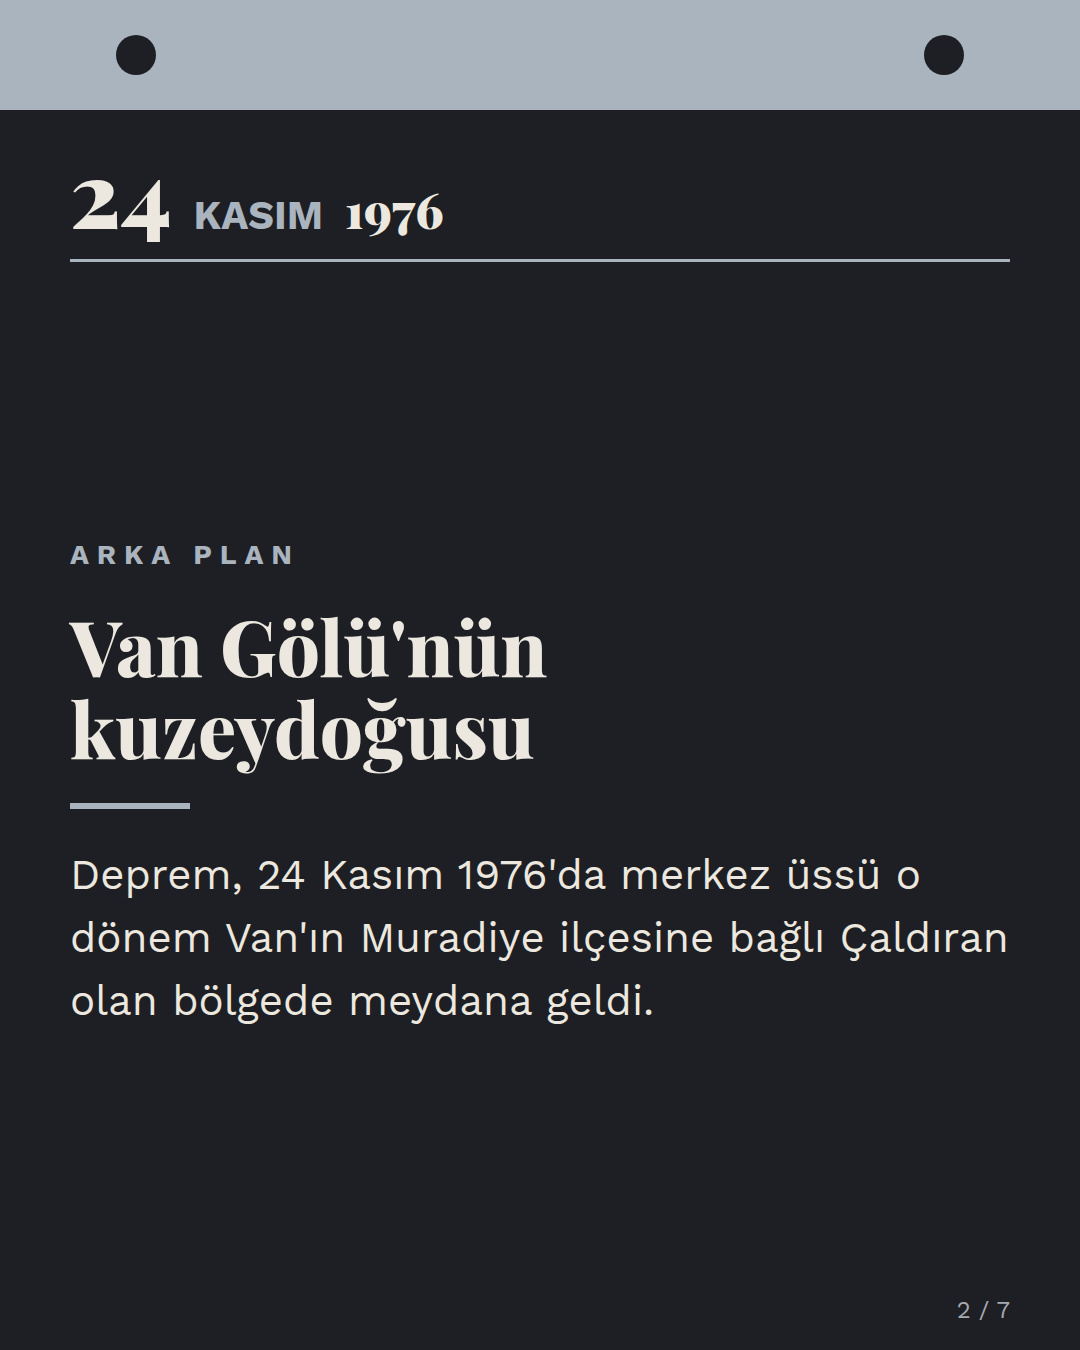 24 KASIM 1976
ARKA PLAN
Van Gölü'nün
kuzeydoğusu
Deprem, 24 Kasım 1976'da merkez üssü o
dönem Van'ın Muradiye ilçesine bağlı Çaldıran
olan bölgede meydana geldi.
2 / 7